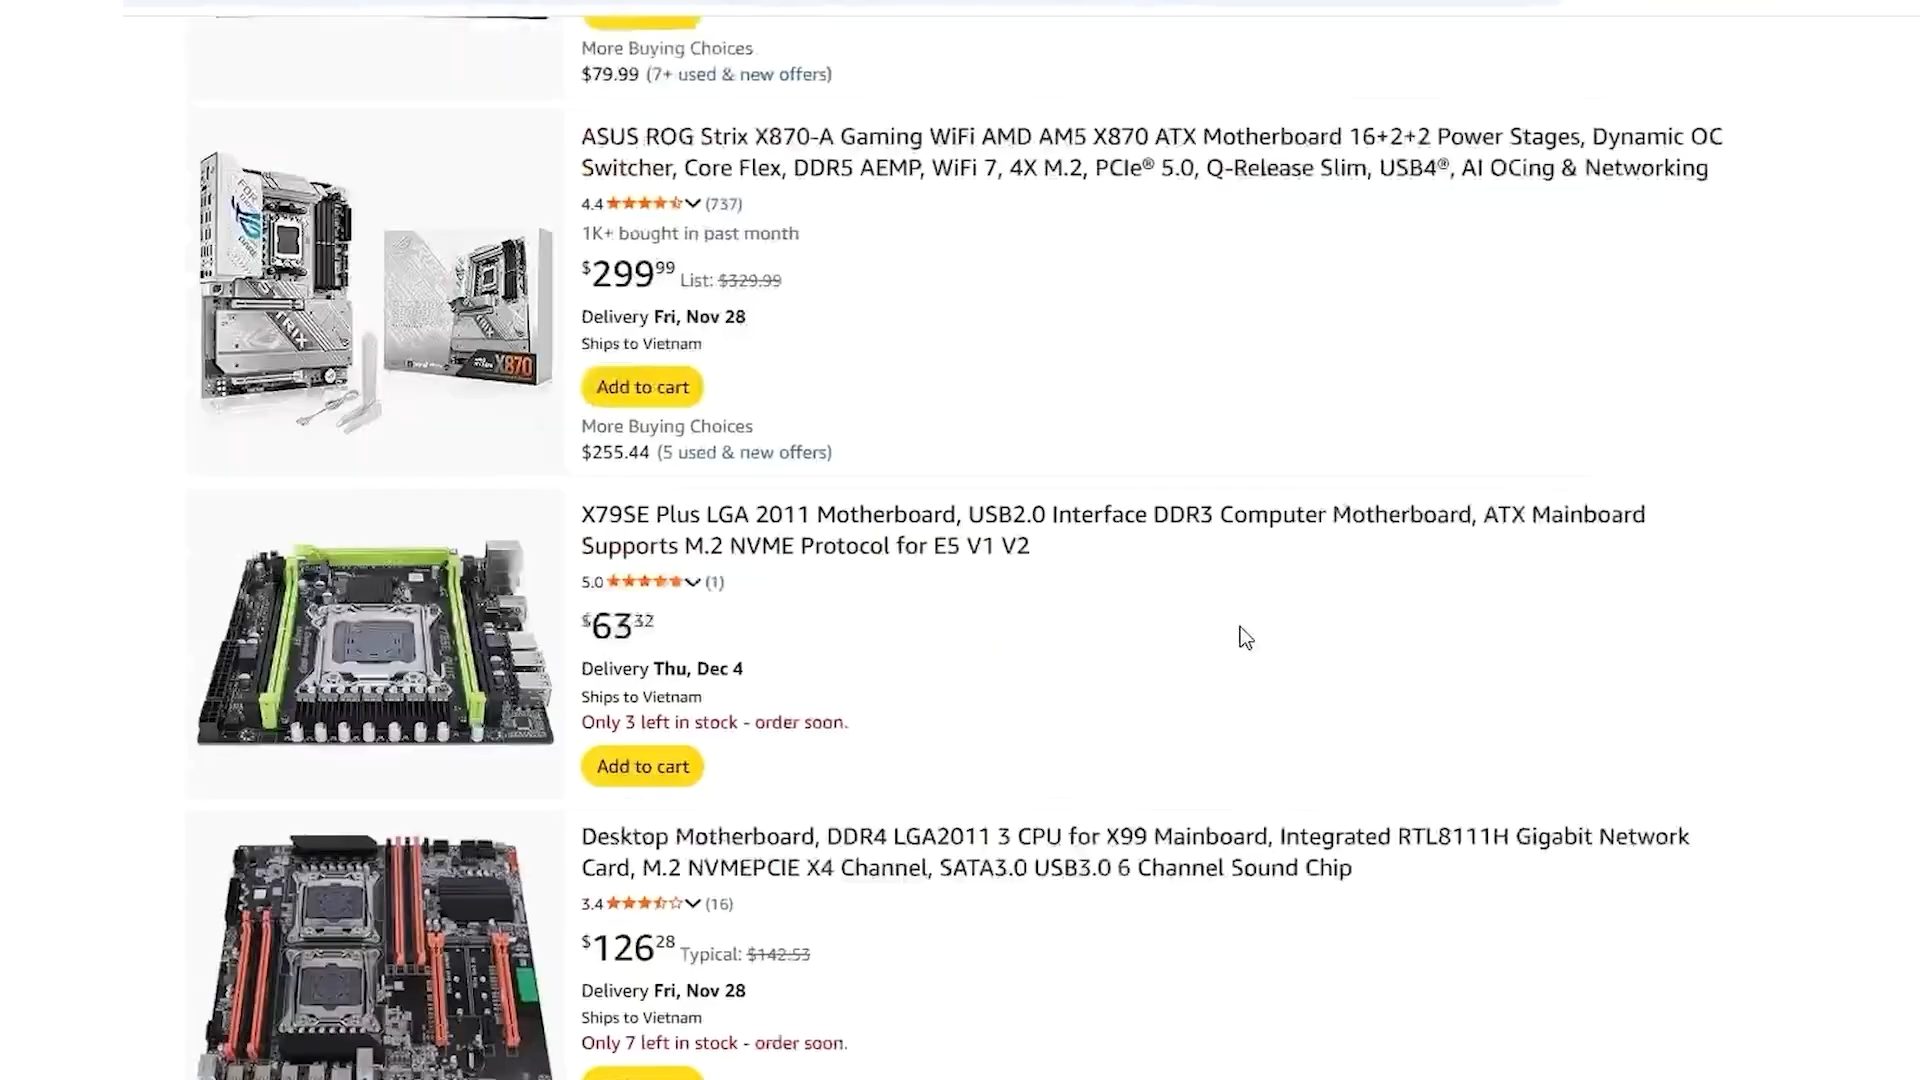 More Buying Choices
$79.99 (7+ used & new offers)
ASUS ROG Strix X870-A Gaming WiFi AMD AM5 X870 ATX Motherboard 16+2+2 Power Stages, Dynamic OC
Switcher, Core Flex, DDR5 AEMP, WiFi 7, 4X M.2, PCIe® 5.0, Q-Release Slim, USB4®, AI OCing & Networking
4.4 (737)
1K+ bought in past month
$299.99 List: $329.99
Delivery Fri, Nov 28
Ships to Vietnam
Add to cart
More Buying Choices
$255.44 (5 used & new offers)
X870
X79SE Plus LGA 2011 Motherboard, USB2.0 Interface DDR3 Computer Motherboard, ATX Mainboard
Supports M.2 NVME Protocol for E5 V1 V2
5.0 (1)
$63.32
Delivery Thu, Dec 4
Ships to Vietnam
Only 3 left in stock - order soon.
Add to cart
Desktop Motherboard, DDR4 LGA2011 3 CPU for X99 Mainboard, Integrated RTL8111H Gigabit Network
Card, M.2 NVMEPCIE X4 Channel, SATA3.0 USB3.0 6 Channel Sound Chip
3.4 (16)
$126.28 Typical: $142.53
Delivery Fri, Nov 28
Ships to Vietnam
Only 7 left in stock - order soon.